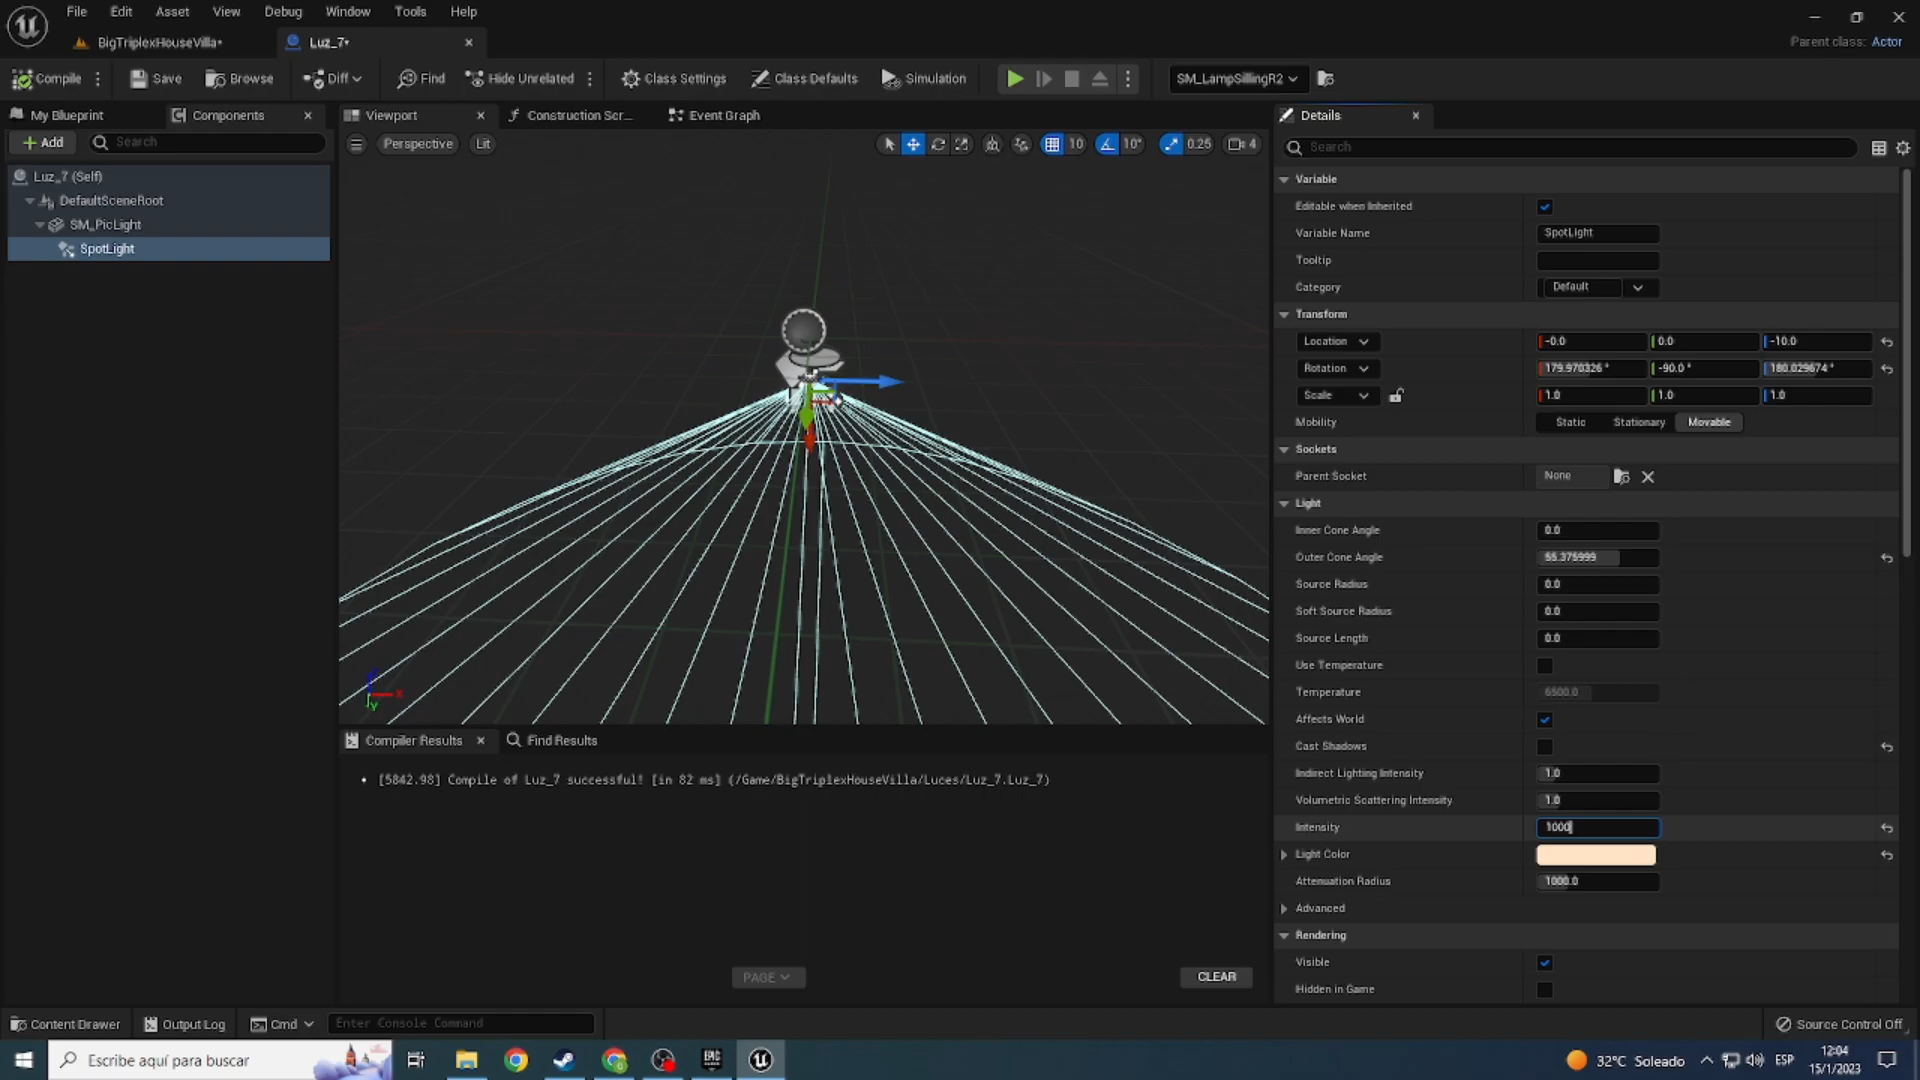 File Edit Asset View Debug Window Tools Help
BigTriplexHouseVilla*
Luz_7*
Parent class: Actor
Compile
Save
Browse
Diff
Find
Hide Unrelated
Class Settings
Class Defaults
Simulation
SM_LampSillingR2
My Blueprint
Components
Viewport
Construction Scr...
Event Graph
Details
Add
Search
Perspective
Lit
10
10°
0.25
4
Search
Luz_7 (Self)
DefaultSceneRoot
SM_PicLight
SpotLight
Variable
Editable when Inherited
Variable Name SpotLight
Tooltip
Category Default
Transform
Location -0.0 0.0 -10.0
Rotation 179.970326° -90.0° 180.029674°
Scale 1.0 1.0 1.0
Mobility Static Stationary Movable
Sockets
Parent Socket None
Light
Inner Cone Angle 0.0
Outer Cone Angle 55.375999
Source Radius 0.0
Soft Source Radius 0.0
Source Length 0.0
Use Temperature
Temperature 6500.0
Affects World
Cast Shadows
Indirect Lighting Intensity 1.0
Volumetric Scattering Intensity 1.0
Intensity 1000
Light Color
Attenuation Radius 1000.0
Advanced
Rendering
Visible
Hidden in Game
X
Y
Compiler Results
Find Results
• [5842.98] Compile of Luz_7 successful! [in 82 ms] (/Game/BigTriplexHouseVilla/Luces/Luz_7.Luz_7)
PAGE
CLEAR
Content Drawer
Output Log
Cmd
Enter Console Command
Source Control Off
Escribe aquí para buscar
EPIC
32°C Soleado
ESP
12:04
15/1/2023